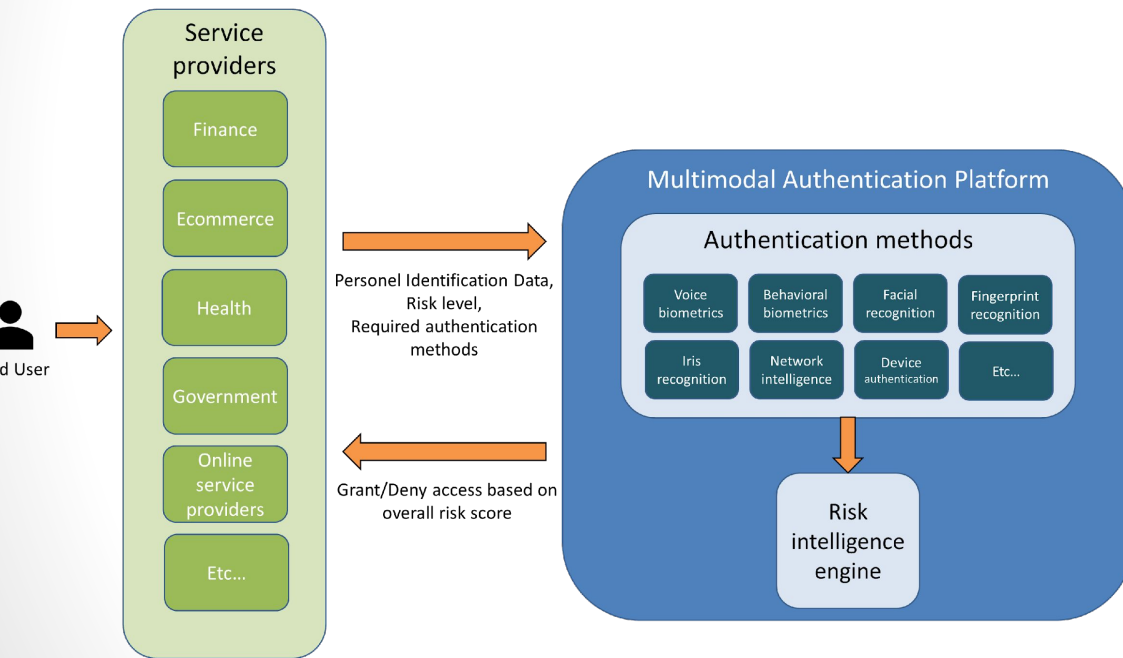 Service
providers
Finance
Ecommerce
Health
Government
Online
service
providers
Etc...
d User
Personel Identification Data,
Risk level,
Required authentication
methods
Grant/Deny access based on
overall risk score
Multimodal Authentication Platform
Authentication methods
Voice
biometrics
Behavioral
biometrics
Facial
recognition
Fingerprint
recognition
Iris
recognition
Network
intelligence
Device
authentication
Etc...
Risk
intelligence
engine